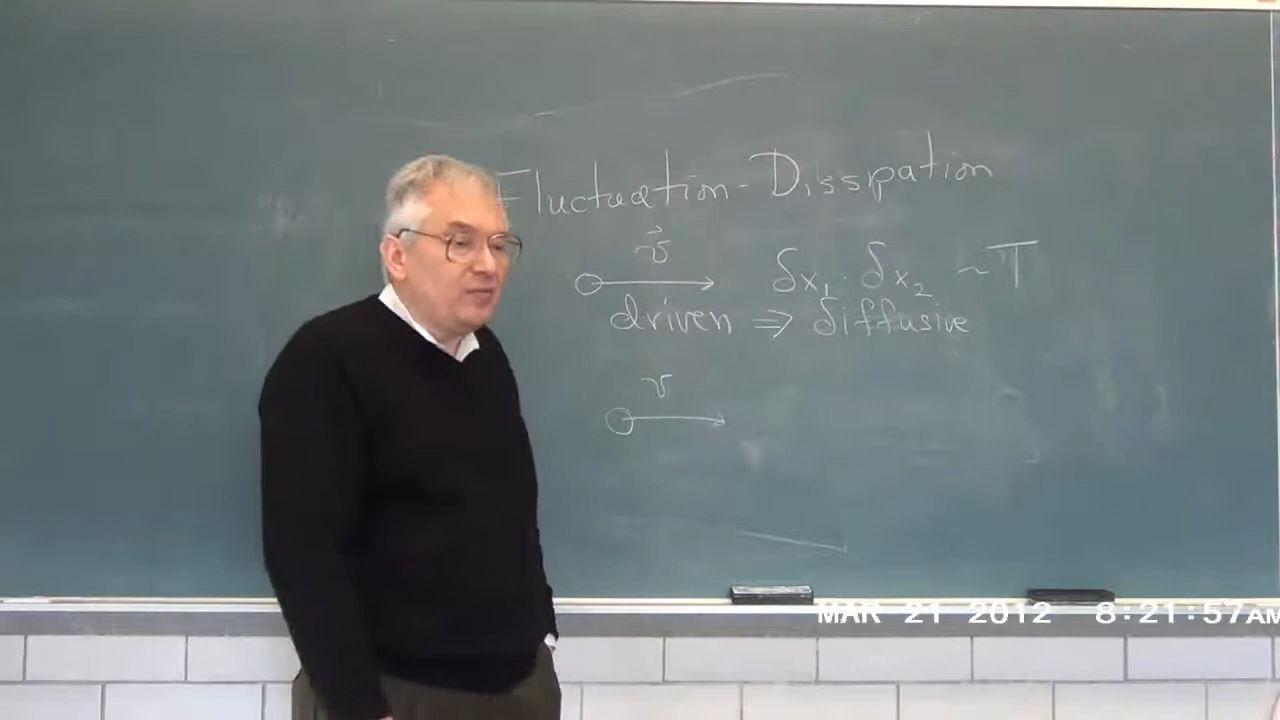 Fluctuation-Dissipation
v⃗ δx₁· δx₂ ~ T
driven ⇒ diffusive
v
MAR 21 2012 8:21:57AM